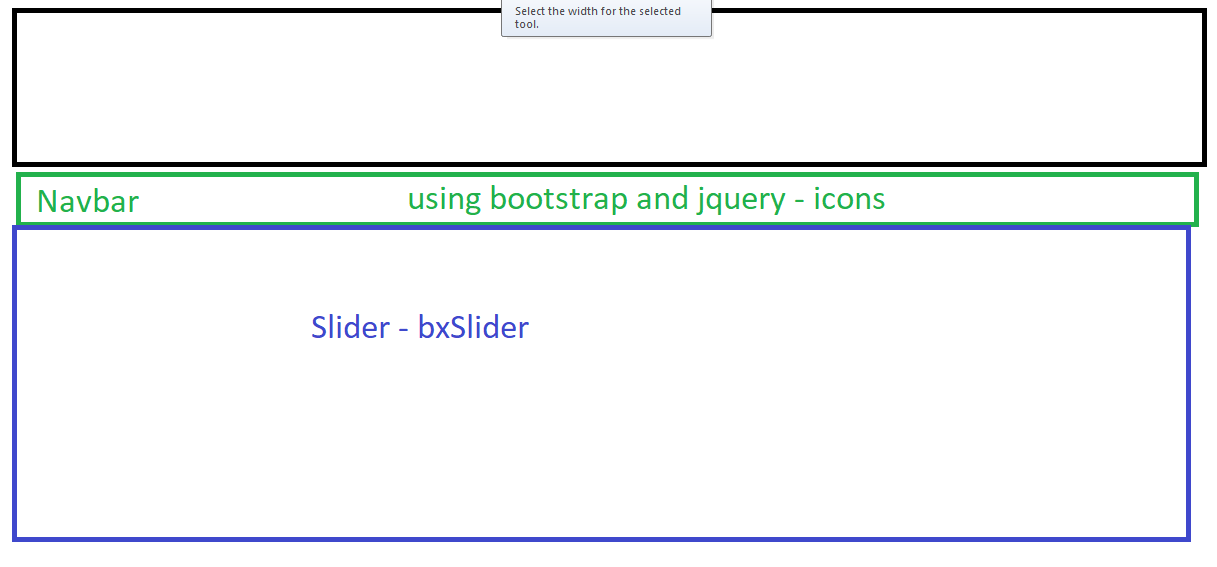 Select the width for the selected
tool.
Navbar
using bootstrap and jquery - icons
Slider - bxSlider